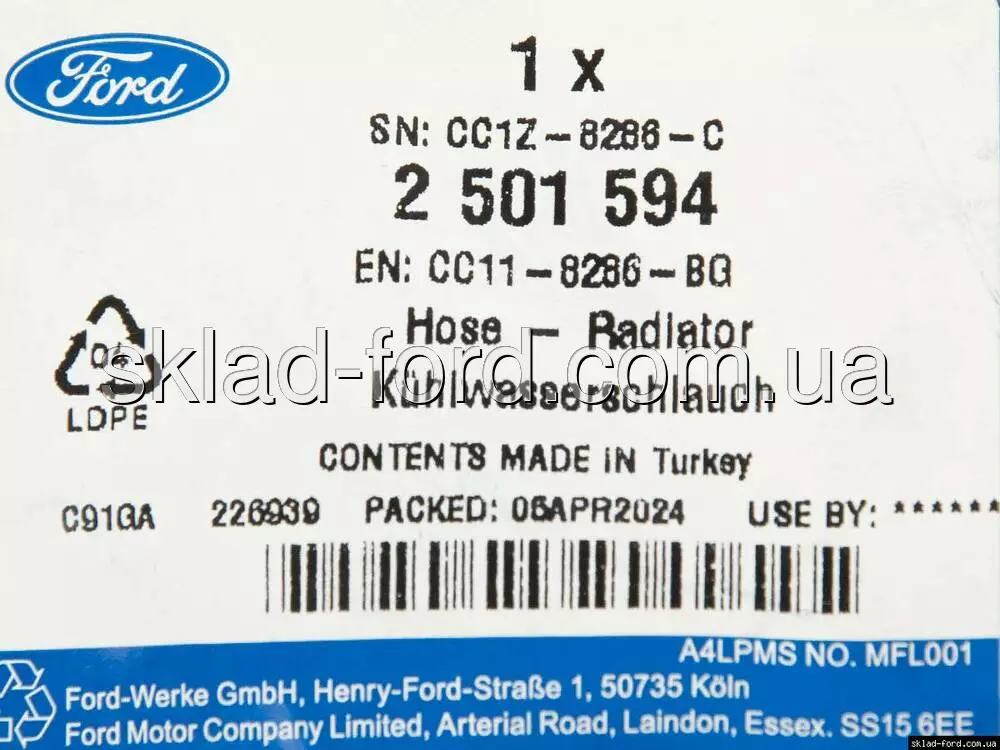 Ford
1 x
SN: CC1Z-8286-C
2 501 594
EN: CC11-8286-BG
Hose - Radiator
sklad-ford.com.ua
Kühlwasserschlauch
04
LDPE
CONTENTS MADE IN Turkey
C91GA 226939 PACKED: 05APR2024 USE BY: ******
A4LPMS NO. MFL001
Ford-Werke GmbH, Henry-Ford-Straße 1, 50735 Köln
Ford Motor Company Limited, Arterial Road, Laindon, Essex. SS15 6EE
sklad-ford.com.ua